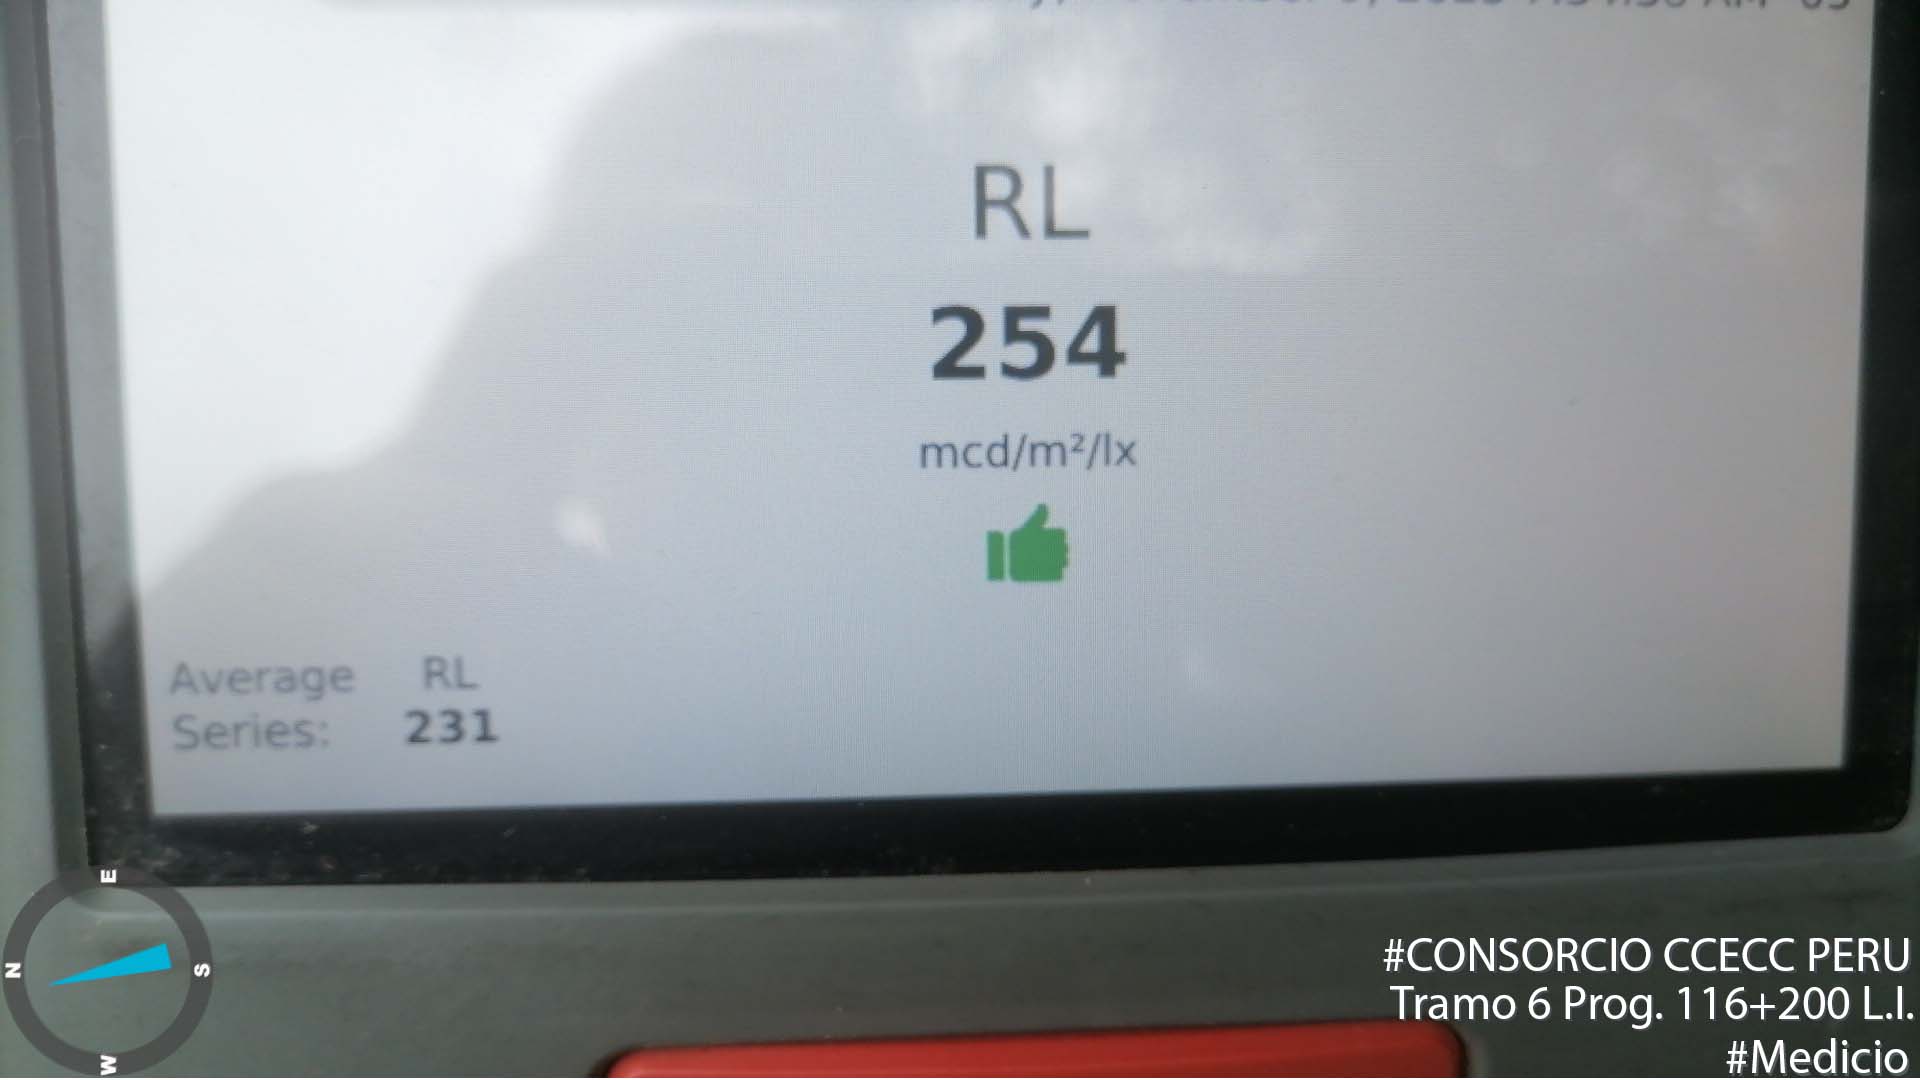 RL
254
mcd/m²/lx
Average RL
Series: 231
E
N S
W
#CONSORCIO CCECC PERU
Tramo 6 Prog. 116+200 L.I.
#Medicio